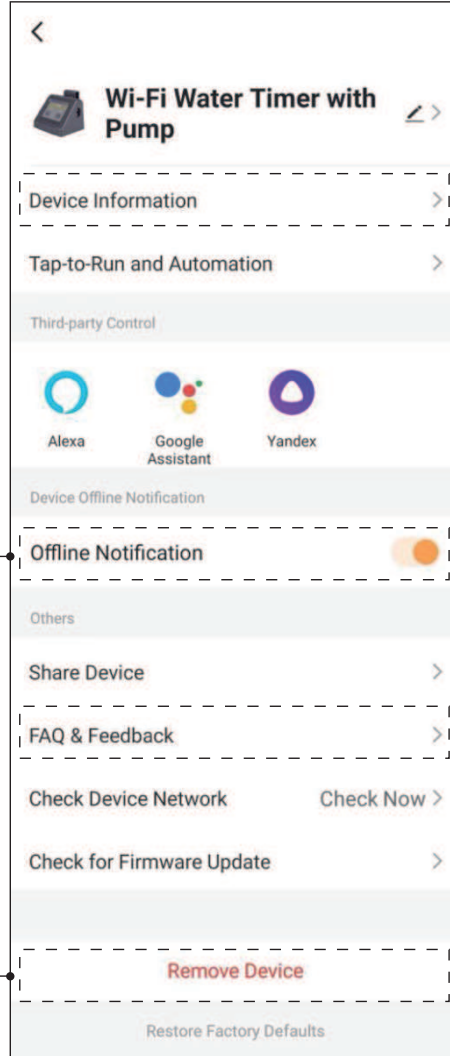 Wi-Fi Water Timer with
Pump
Device Information
Tap-to-Run and Automation
Third-party Control
Alexa
Google
Assistant
Yandex
Device Offline Notification
Offline Notification
Others
Share Device
FAQ & Feedback
Check Device Network Check Now
Check for Firmware Update
Remove Device
Restore Factory Defaults